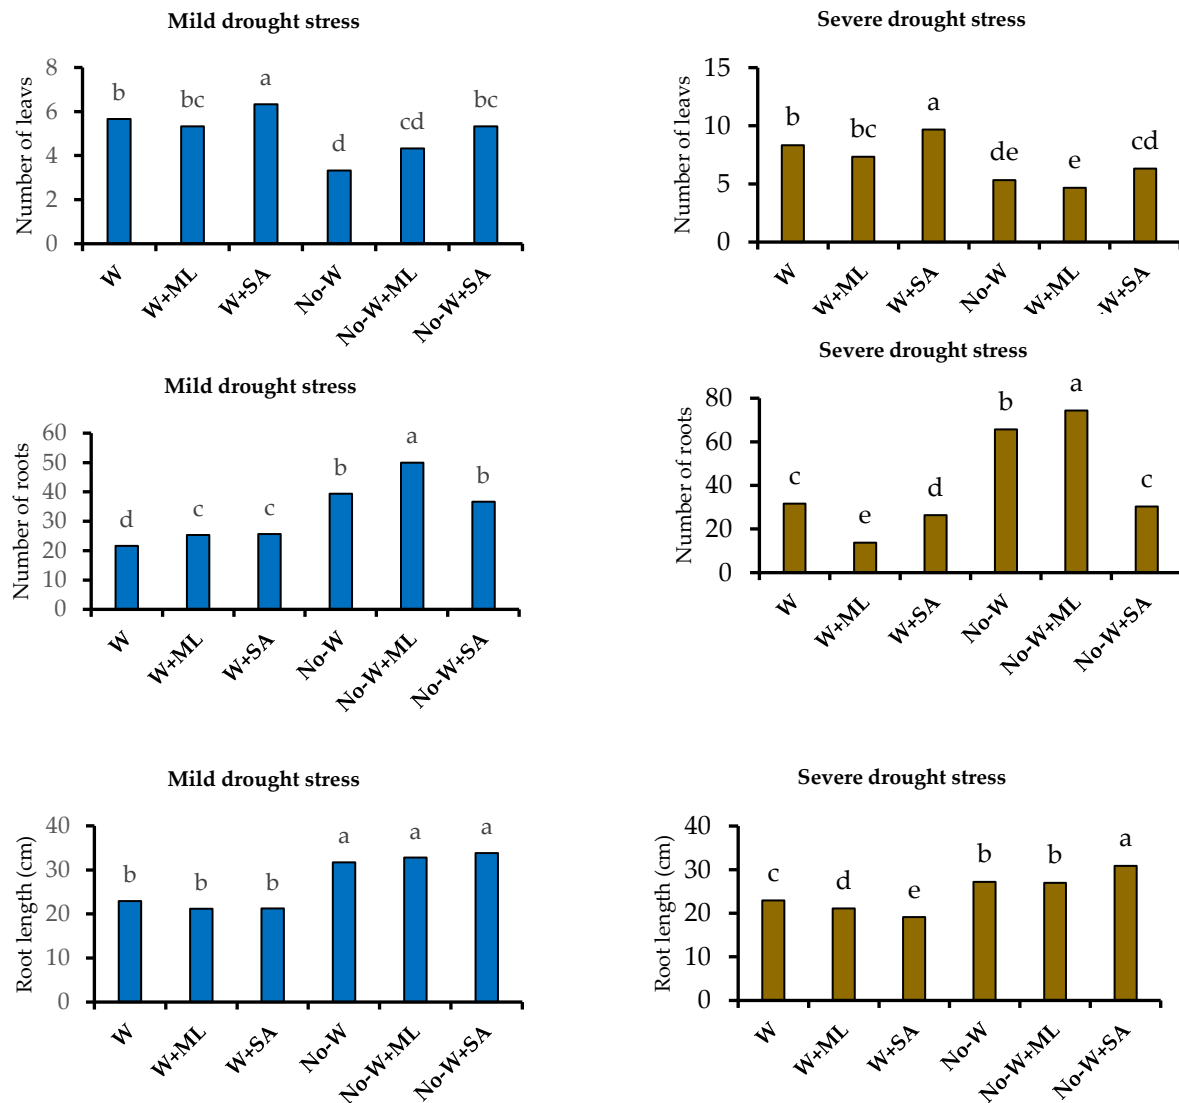 Mild drought stress
Number of leavs
8
6
4
2
0
b
bc
a
d
cd
bc
W
W+ML
W+SA
No-W
No-W+ML
No-W+SA
Severe drought stress
Number of leavs
15
10
5
0
b
bc
a
de
e
cd
W
W+ML
W+SA
No-W
W+ML
W+SA
Mild drought stress
Number of roots
60
50
40
30
20
10
0
d
c
c
b
a
b
W
W+ML
W+SA
No-W
No-W+ML
No-W+SA
Severe drought stress
Number of roots
80
60
40
20
0
c
e
d
b
a
c
W
W+ML
W+SA
No-W
No-W+ML
No-W+SA
Mild drought stress
Root length (cm)
40
30
20
10
0
b
b
b
a
a
a
W
W+ML
W+SA
No-W
No-W+ML
No-W+SA
Severe drought stress
Root length (cm)
40
30
20
10
0
c
d
e
b
b
a
W
W+ML
W+SA
No-W
No-W+ML
No-W+SA